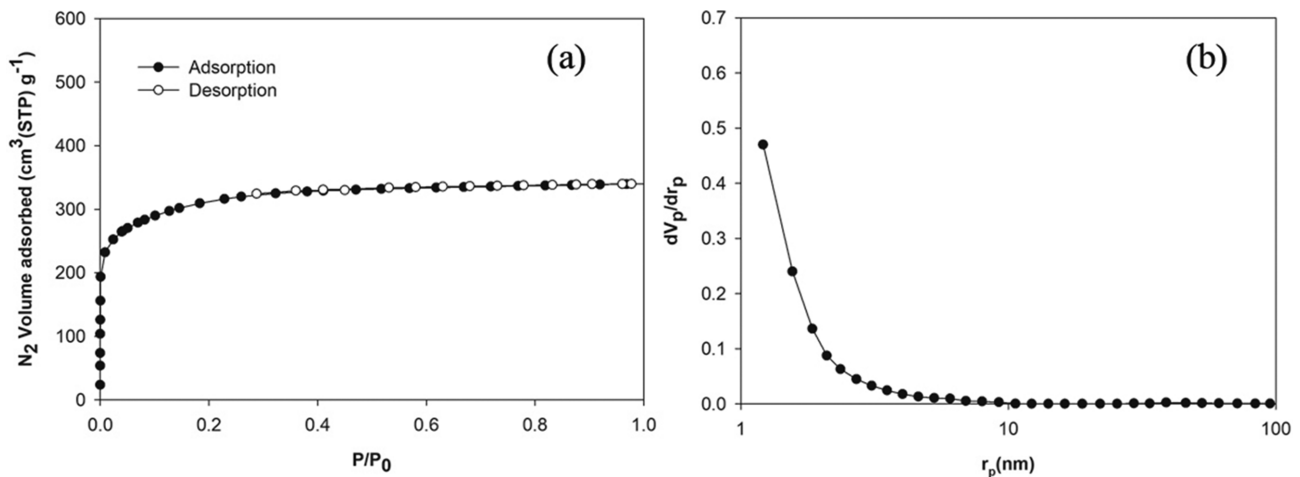 (a)
Adsorption
Desorption
N2 Volume adsorbed (cm3(STP) g-1)
600
500
400
300
200
100
0
0.0 0.2 0.4 0.6 0.8 1.0
P/P0
(b)
dVp/drp
0.7
0.6
0.5
0.4
0.3
0.2
0.1
0.0
1 10 100
rp(nm)